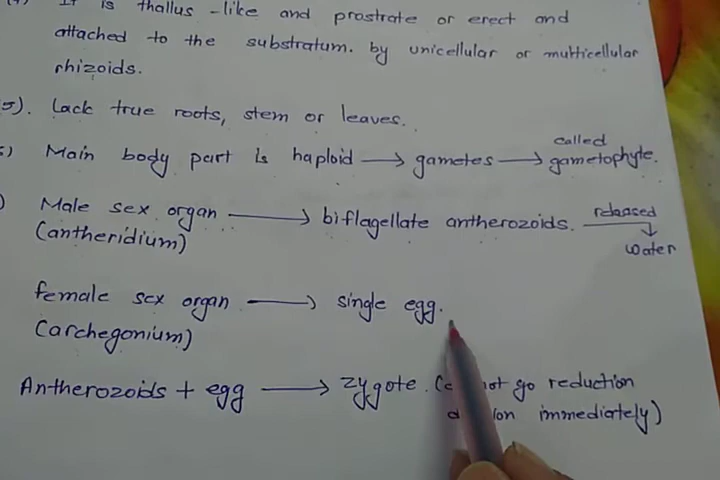 It is thallus -like and prostrate or erect and
attached to the substratum. by unicellular or multicellular
rhizoids.
5). Lack true roots, stem or leaves.
Main body part is haploid → gametes → called gametophyte.
Male sex organ → biflagellate antherozoids. released →
(antheridium) water
female sex organ → single egg.
(archegonium)
Antherozoids + egg → zygote. ( not go reduction
immediately)